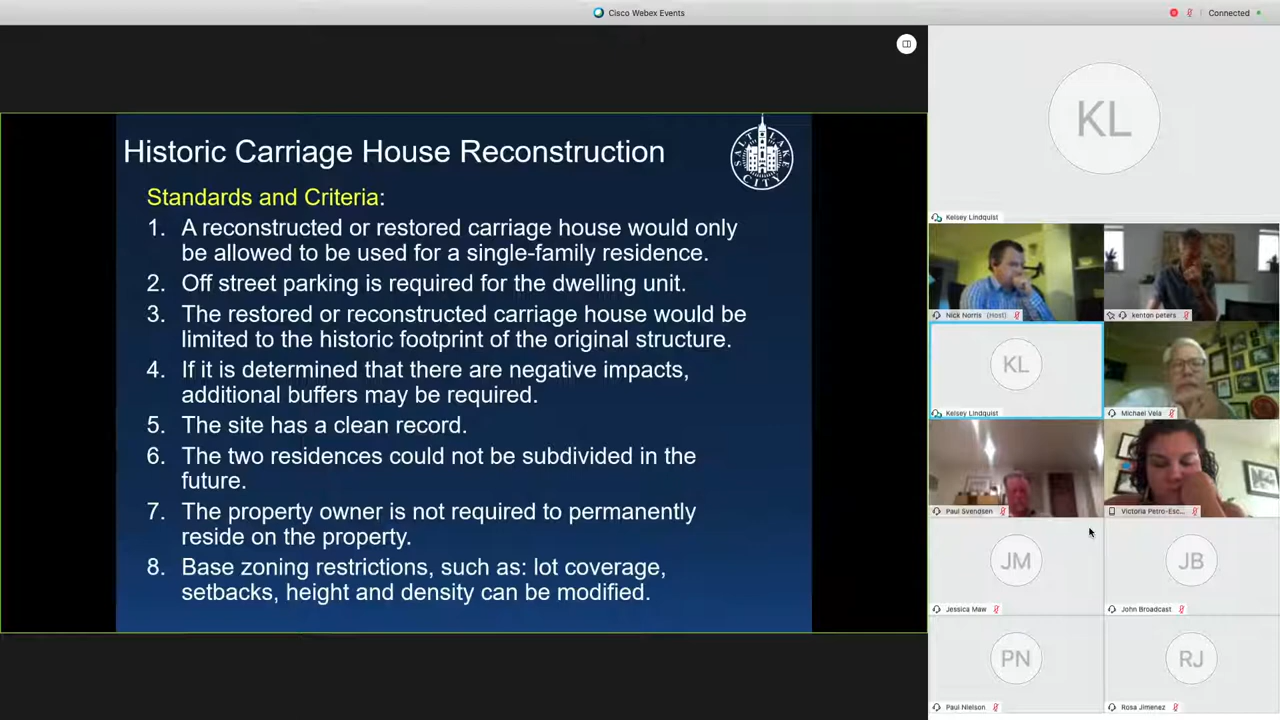 Cisco Webex Events
Connected
Historic Carriage House Reconstruction
SALT LAKE
CITY
Standards and Criteria:
1. A reconstructed or restored carriage house would only
be allowed to be used for a single-family residence.
2. Off street parking is required for the dwelling unit.
3. The restored or reconstructed carriage house would be
limited to the historic footprint of the original structure.
4. If it is determined that there are negative impacts,
additional buffers may be required.
5. The site has a clean record.
6. The two residences could not be subdivided in the
future.
7. The property owner is not required to permanently
reside on the property.
8. Base zoning restrictions, such as: lot coverage,
setbacks, height and density can be modified.
KL
Kelsey Lindquist
Nick Norris (Host)
kenton peters
KL
Kelsey Lindquist
Michael Vela
Paul Svendsen
Victoria Petro-Esc...
JM
Jessica Maw
JB
John Broadcast
PN
Paul Nielson
RJ
Rosa Jimenez